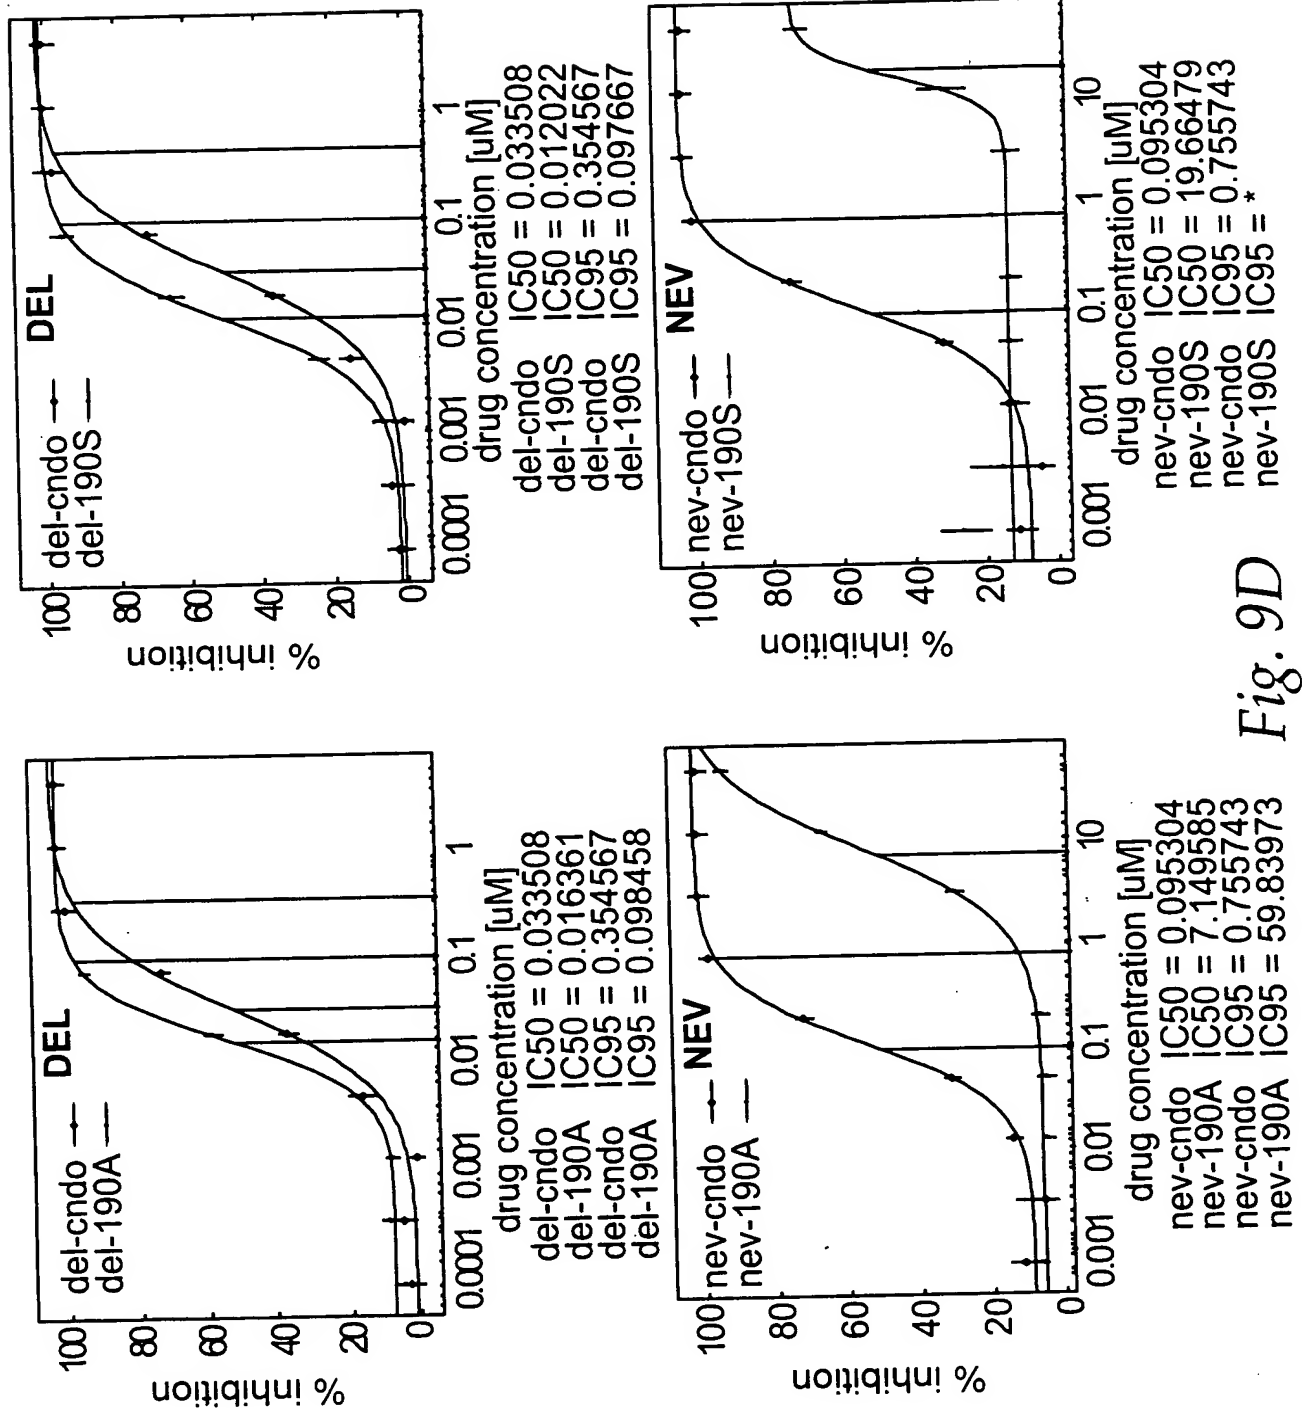 DEL
del-cndo
del-190A
100
80
60
40
20
0
% inhibition
0.0001 0.001 0.01 0.1 1
drug concentration [uM]
del-cndo IC50 = 0.033508
del-190A IC50 = 0.016361
del-cndo IC95 = 0.354567
del-190A IC95 = 0.098458
DEL
del-cndo
del-190S
100
80
60
40
20
0
% inhibition
0.0001 0.001 0.01 0.1 1
drug concentration [uM]
del-cndo IC50 = 0.033508
del-190S IC50 = 0.012022
del-cndo IC95 = 0.354567
del-190S IC95 = 0.097667
nev-cndo NEV
nev-190A
100
80
60
40
20
0
% inhibition
0.001 0.01 0.1 1 10
drug concentration [uM]
nev-cndo IC50 = 0.095304
nev-190A IC50 = 7.149585
nev-cndo IC95 = 0.755743
nev-190A IC95 = 59.83973
nev-cndo NEV
nev-190S
100
80
60
40
20
0
% inhibition
0.001 0.01 0.1 1 10
drug concentration [uM]
nev-cndo IC50 = 0.095304
nev-190S IC50 = 19.66479
nev-cndo IC95 = 0.755743
nev-190S IC95 = *
Fig. 9D